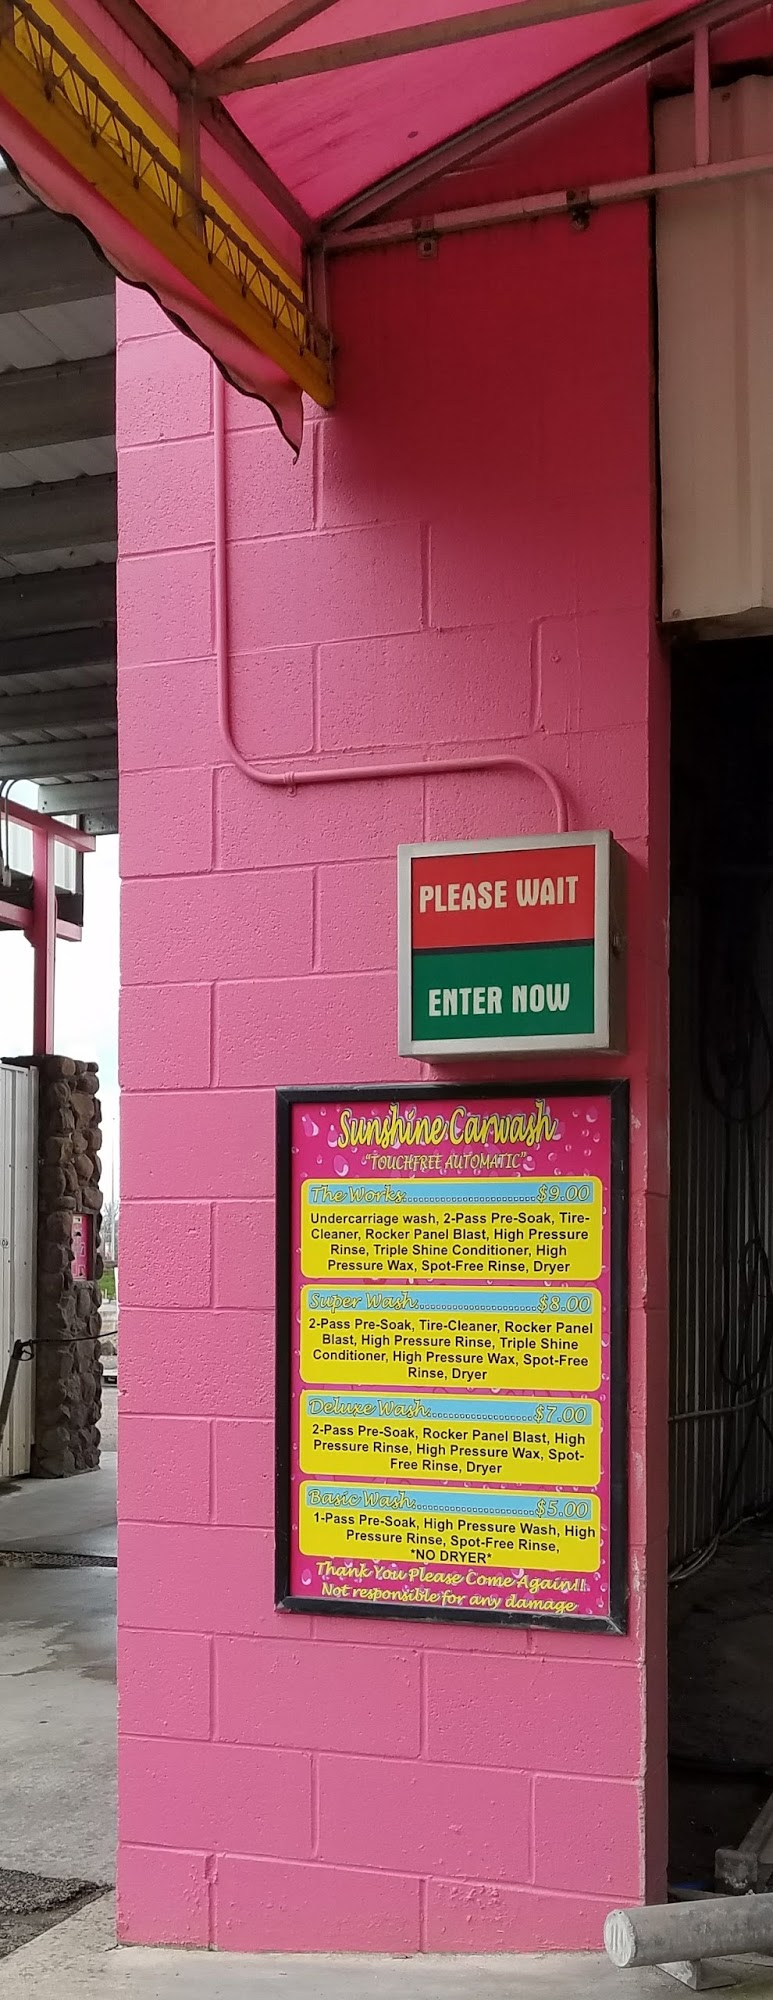 PLEASE WAIT
ENTER NOW
Sunshine Carwash
"TOUCHFREE AUTOMATIC"
The Works........................$9.00
Undercarriage wash, 2-Pass Pre-Soak, Tire-
Cleaner, Rocker Panel Blast, High Pressure
Rinse, Triple Shine Conditioner, High
Pressure Wax, Spot-Free Rinse, Dryer
Super Wash......................$8.00
2-Pass Pre-Soak, Tire-Cleaner, Rocker Panel
Blast, High Pressure Rinse, Triple Shine
Conditioner, High Pressure Wax, Spot-Free
Rinse, Dryer
Deluxe Wash...................$7.00
2-Pass Pre-Soak, Rocker Panel Blast, High
Pressure Rinse, High Pressure Wax, Spot-
Free Rinse, Dryer
Basic Wash......................$5.00
1-Pass Pre-Soak, High Pressure Wash, High
Pressure Rinse, Spot-Free Rinse,
*NO DRYER*
Thank You Please Come Again!!
Not responsible for any damage